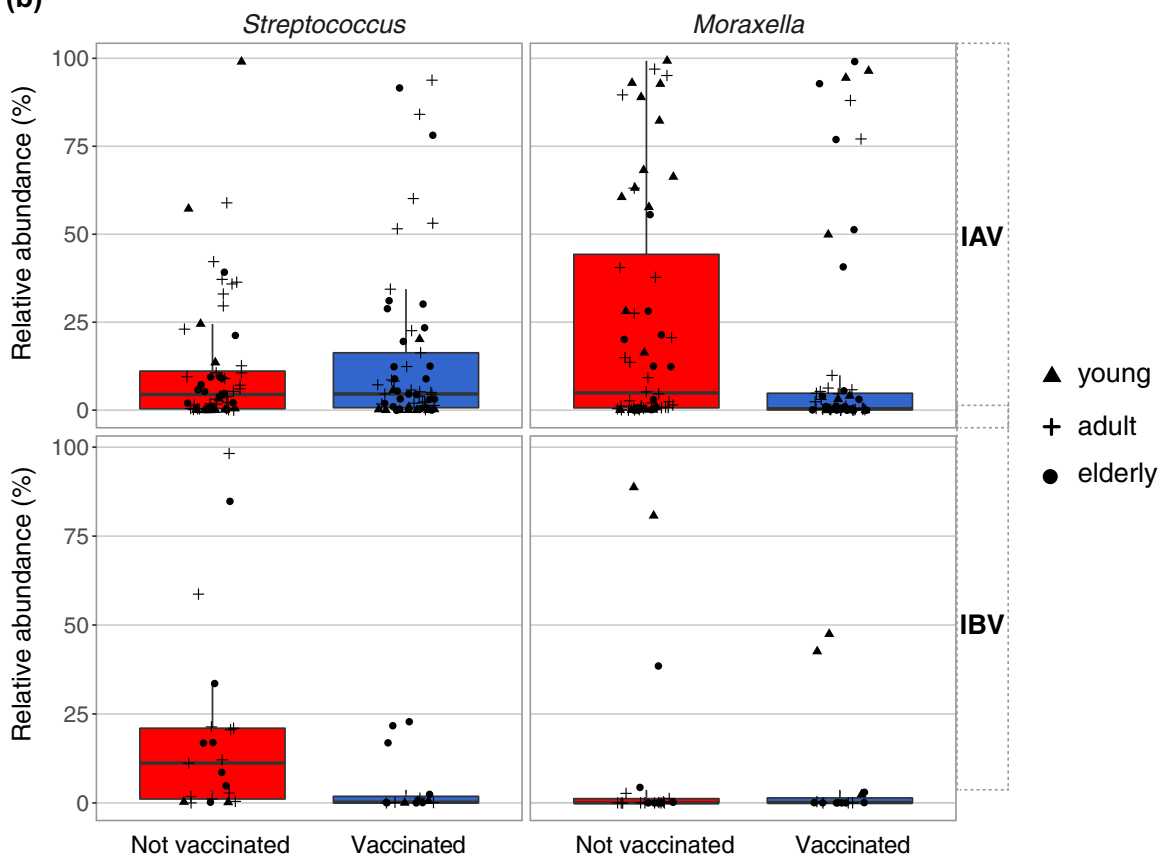 (b)
Streptococcus
Moraxella
Relative abundance (%)
100
75
50
25
0
IAV
young
adult
elderly
Relative abundance (%)
100
75
50
25
0
IBV
Not vaccinated
Vaccinated
Not vaccinated
Vaccinated